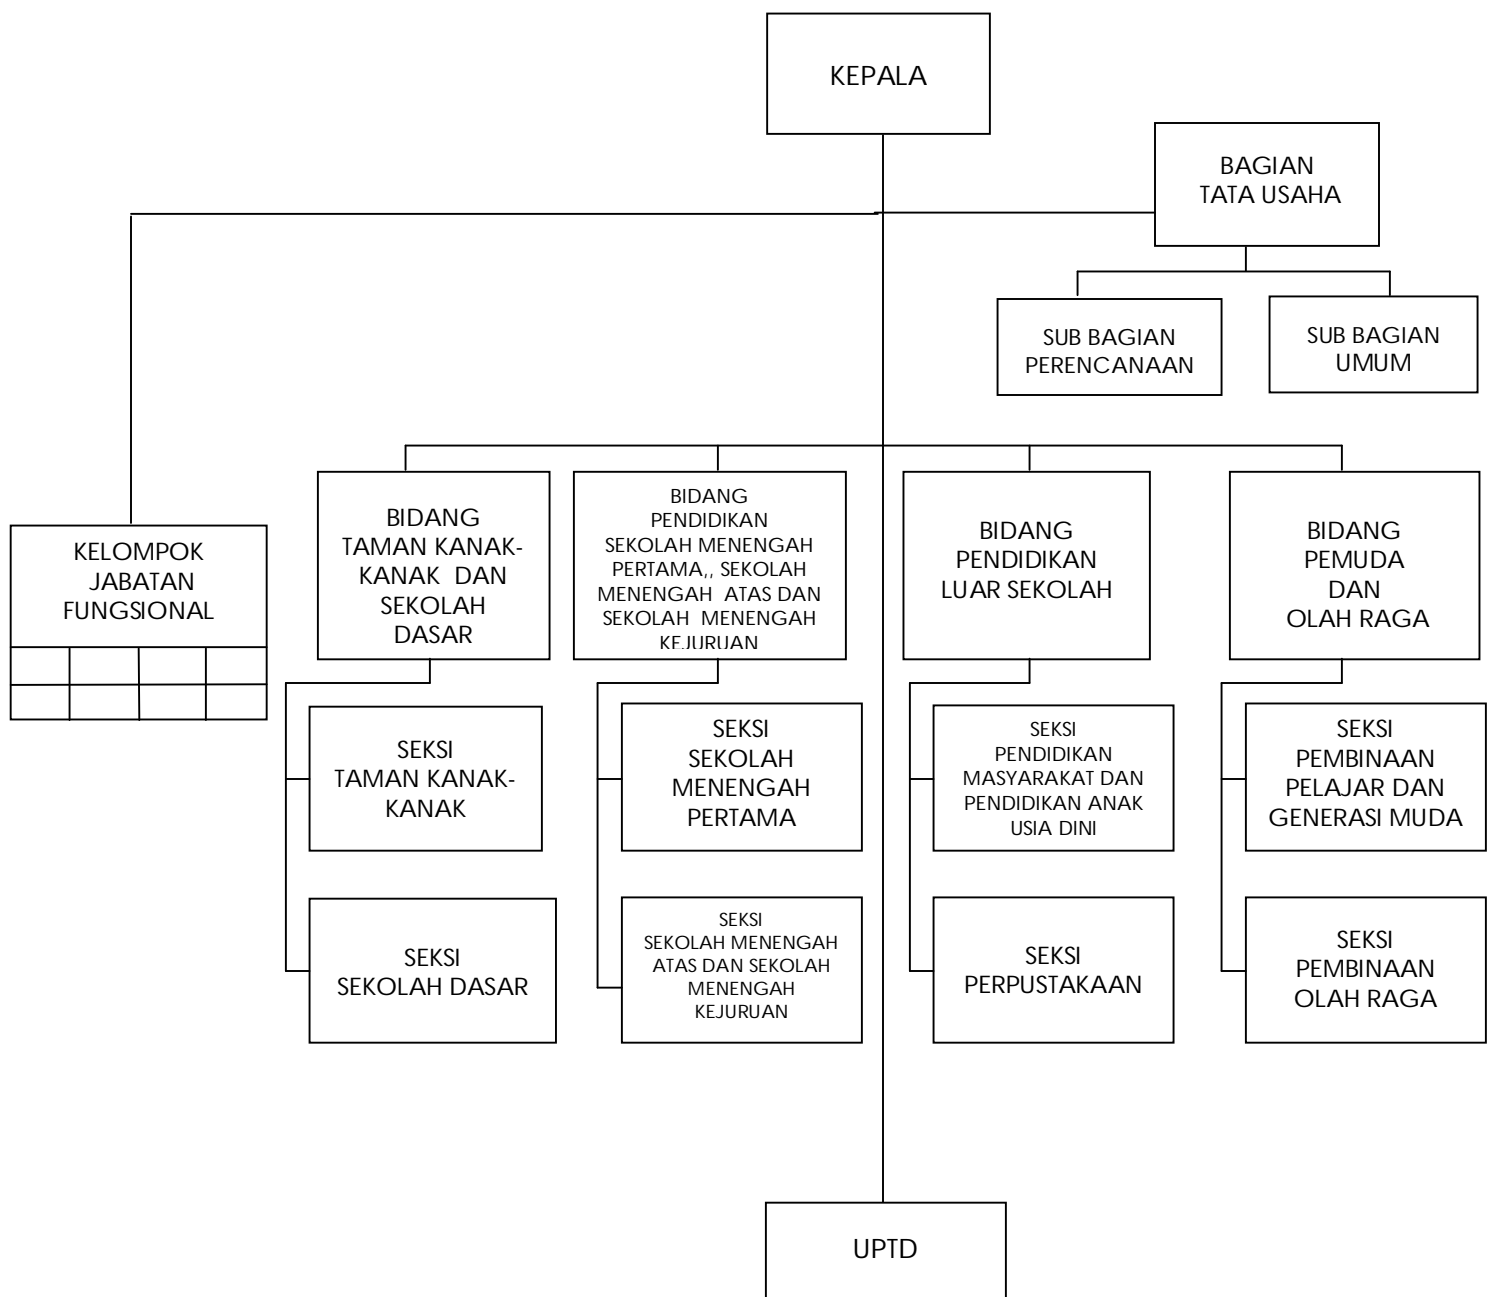 KEPALA
BAGIAN
TATA USAHA
SUB BAGIAN
PERENCANAAN
SUB BAGIAN
UMUM
KELOMPOK
JABATAN
FUNGSIONAL
BIDANG
TAMAN KANAK-
KANAK DAN
SEKOLAH
DASAR
BIDANG
PENDIDIKAN
SEKOLAH MENENGAH
PERTAMA,, SEKOLAH
MENENGAH ATAS DAN
SEKOLAH MENENGAH
KEJURUAN
BIDANG
PENDIDIKAN
LUAR SEKOLAH
BIDANG
PEMUDA
DAN
OLAH RAGA
SEKSI
TAMAN KANAK-
KANAK
SEKSI
SEKOLAH
MENENGAH
PERTAMA
SEKSI
PENDIDIKAN
MASYARAKAT DAN
PENDIDIKAN ANAK
USIA DINI
SEKSI
PEMBINAAN
PELAJAR DAN
GENERASI MUDA
SEKSI
SEKOLAH DASAR
SEKSI
SEKOLAH MENENGAH
ATAS DAN SEKOLAH
MENENGAH
KEJURUAN
SEKSI
PERPUSTAKAAN
SEKSI
PEMBINAAN
OLAH RAGA
UPTD